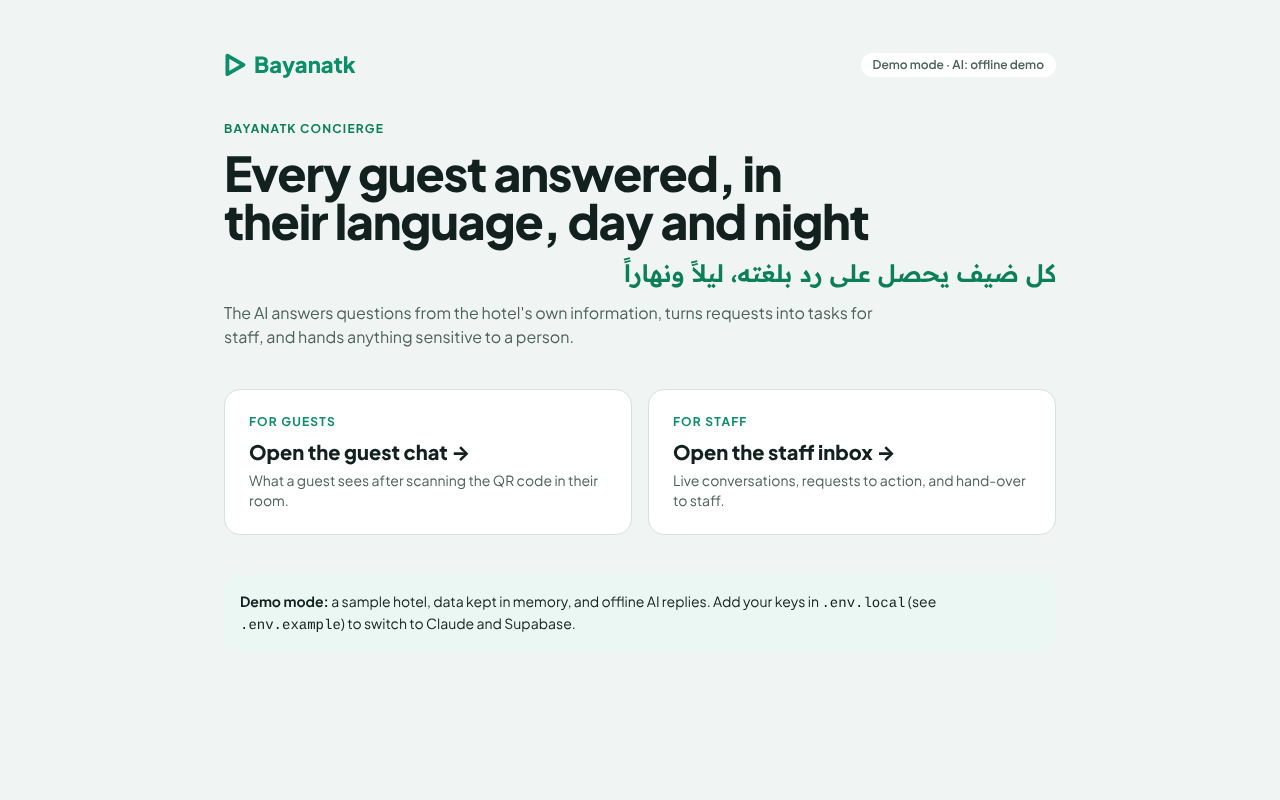 Bayanatk
Demo mode · AI: offline demo
BAYANATK CONCIERGE
Every guest answered, in
their language, day and night
كل ضيف يحصل على رد بلغته، ليلاً ونهاراً
The AI answers questions from the hotel's own information, turns requests into tasks for
staff, and hands anything sensitive to a person.
FOR GUESTS
Open the guest chat →
What a guest sees after scanning the QR code in their
room.
FOR STAFF
Open the staff inbox →
Live conversations, requests to action, and hand-over
to staff.
Demo mode: a sample hotel, data kept in memory, and offline AI replies. Add your keys in .env.local (see
.env.example) to switch to Claude and Supabase.